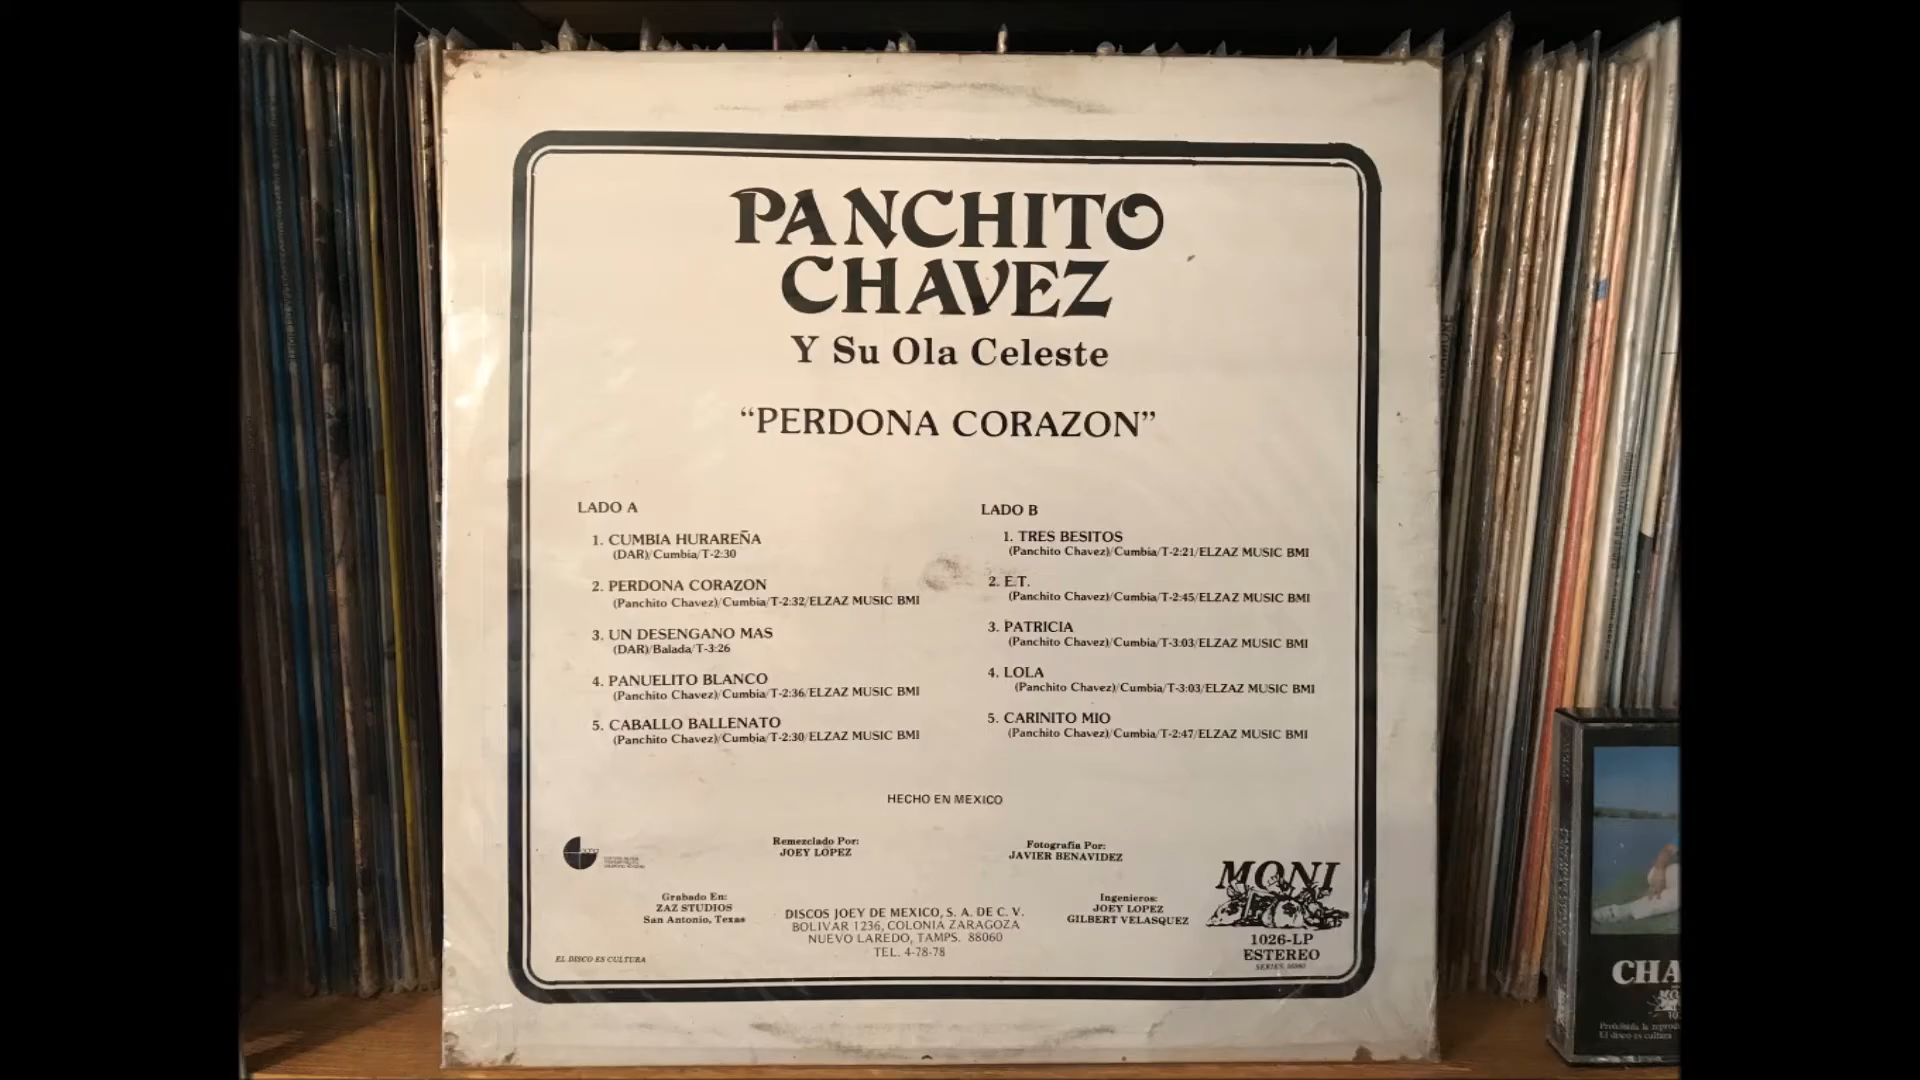 PANCHITO
CHAVEZ
Y Su Ola Celeste
“PERDONA CORAZON”
LADO A
1. CUMBIA HURAREÑA
(DAR)/Cumbia/T-2:30
2. PERDONA CORAZON
(Panchito Chavez)/Cumbia/T-2:32/ELZAZ MUSIC BMI
3. UN DESENGANO MAS
(DAR)/Balada/T-3:26
4. PANUELITO BLANCO
(Panchito Chavez)/Cumbia/T-2:36/ELZAZ MUSIC BMI
5. CABALLO BALLENATO
(Panchito Chavez)/Cumbia/T-2:30/ELZAZ MUSIC BMI
LADO B
1. TRES BESITOS
(Panchito Chavez)/Cumbia/T-2:21/ELZAZ MUSIC BMI
2. E.T.
(Panchito Chavez)/Cumbia/T-2:45/ELZAZ MUSIC BMI
3. PATRICIA
(Panchito Chavez)/Cumbia/T-3:03/ELZAZ MUSIC BMI
4. LOLA
(Panchito Chavez)/Cumbia/T-3:03/ELZAZ MUSIC BMI
5. CARINITO MIO
(Panchito Chavez)/Cumbia/T-2:47/ELZAZ MUSIC BMI
HECHO EN MEXICO
Remezclado Por:
JOEY LOPEZ
Fotografia Por:
JAVIER BENAVIDEZ
Grabado En:
ZAZ STUDIOS
San Antonio, Texas
DISCOS JOEY DE MEXICO, S. A. DE C. V.
BOLIVAR 1236, COLONIA ZARAGOZA
NUEVO LAREDO, TAMPS. 88060
TEL. 4-78-78
Ingenieros:
JOEY LOPEZ
GILBERT VELASQUEZ
MONI
1026-LP
ESTEREO
EL DISCO ES CULTURA
CHA
Prohibida la reprod
El disco es cultura